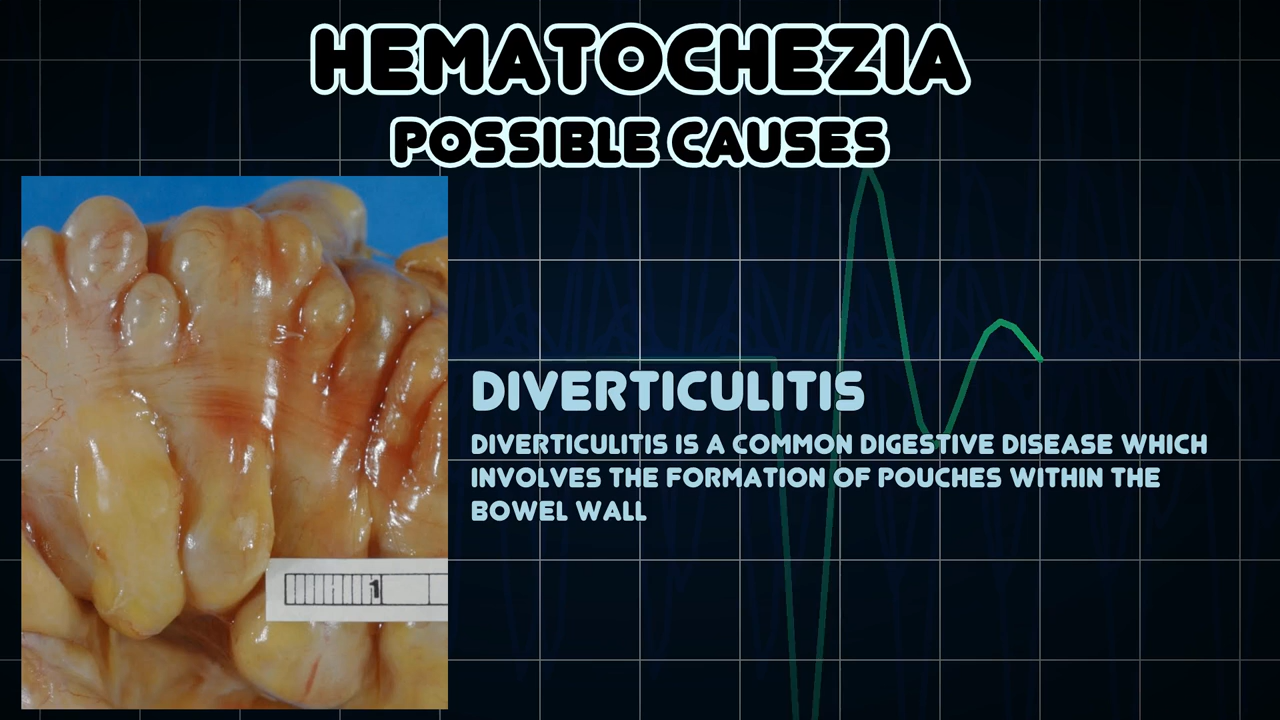 HEMATOCHEZIA
POSSIBLE CAUSES
DIVERTICULITIS
DIVERTICULITIS IS A COMMON DIGESTIVE DISEASE WHICH
INVOLVES THE FORMATION OF POUCHES WITHIN THE
BOWEL WALL
1